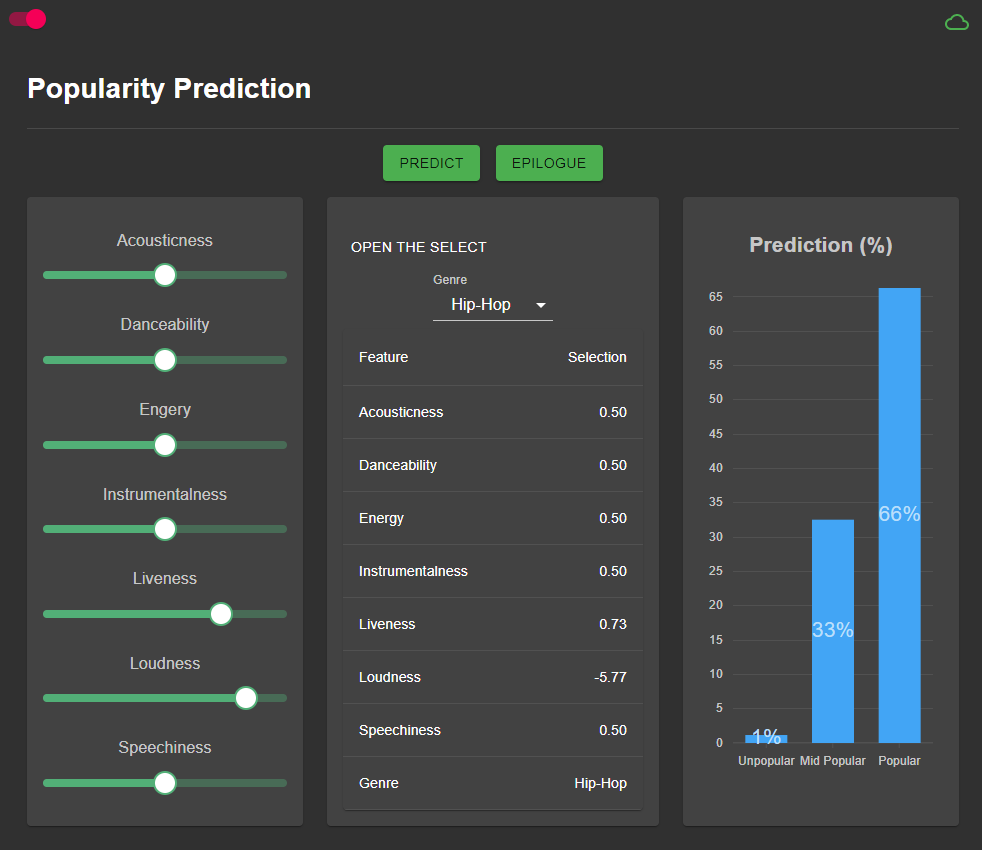 Popularity Prediction
PREDICT EPILOGUE
Acousticness
Danceability
Engery
Instrumentalness
Liveness
Loudness
Speechiness
OPEN THE SELECT
Genre
Hip-Hop
Feature Selection
Acousticness 0.50
Danceability 0.50
Energy 0.50
Instrumentalness 0.50
Liveness 0.73
Loudness -5.77
Speechiness 0.50
Genre Hip-Hop
Prediction (%)
65
60
55
50
45
40
35
30
25
20
15
10
5
0
66%
33%
1%
Unpopular Mid Popular Popular